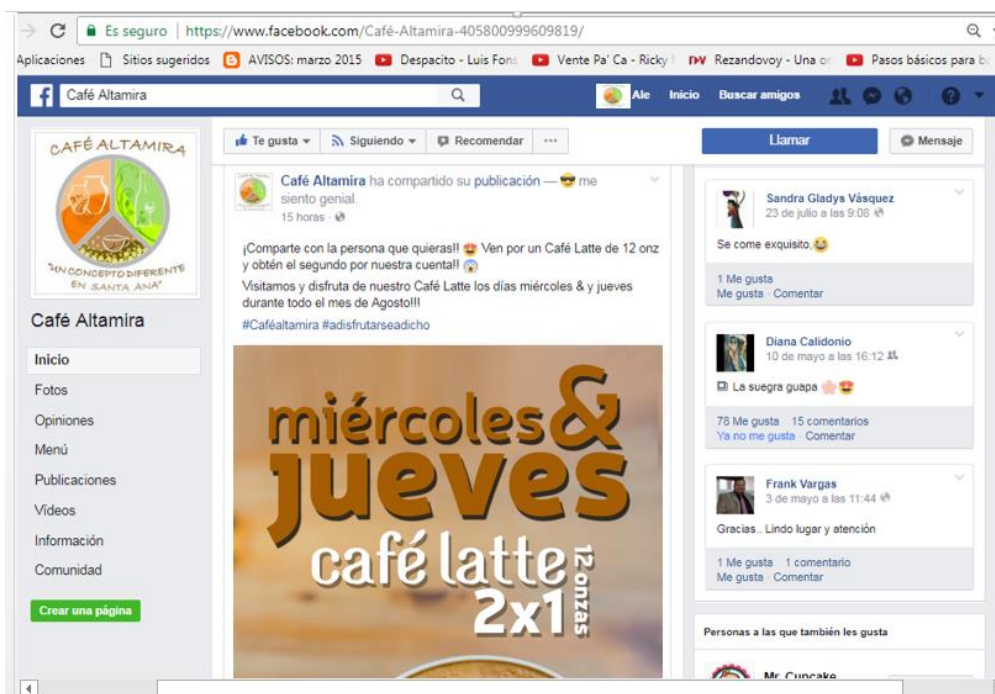 Es seguro | https://www.facebook.com/Café-Altamira-405800999609819/
Aplicaciones Sitios sugeridos AVISOS: marzo 2015 Despacito - Luis Fons Vente Pa' Ca - Ricky Rezandovoy - Una or Pasos básicos para ba
Café Altamira
Ale Inicio Buscar amigos
CAFÉ ALTAMIRA
"UN CONCEPTO DIFERENTE
EN SANTA ANA"
Café Altamira
Inicio
Fotos
Opiniones
Menú
Publicaciones
Vídeos
Información
Comunidad
Crear una página
Te gusta Siguiendo Recomendar ...
Café Altamira ha compartido su publicación — me
siento genial.
15 horas ·
¡Comparte con la persona que quieras!! Ven por un Café Latte de 12 onz
y obtén el segundo por nuestra cuenta!!
Visitamos y disfruta de nuestro Café Latte los días miércoles & y jueves
durante todo el mes de Agosto!!!
#Caféaltamira #adisfrutarseadicho
miércoles &
jueves
café latte
12 onzas
2x1
Llamar Mensaje
Sandra Gladys Vásquez
23 de julio a las 9:08
Se come exquisito,
1 Me gusta
Me gusta · Comentar
Diana Calidonio
10 de mayo a las 16:12
La suegra guapa
78 Me gusta 15 comentarios
Ya no me gusta · Comentar
Frank Vargas
3 de mayo a las 11:44
Gracias.. Lindo lugar y atención
1 Me gusta 1 comentario
Me gusta · Comentar
Personas a las que también les gusta
Mr. Cupcake